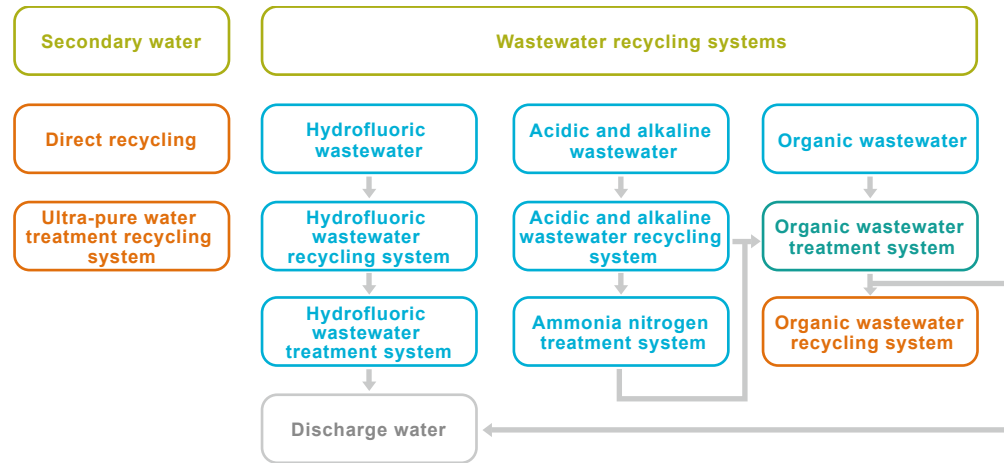 Secondary water
Wastewater recycling systems
Direct recycling
Hydrofluoric
wastewater
Acidic and alkaline
wastewater
Organic wastewater
Ultra-pure water
treatment recycling
system
Hydrofluoric
wastewater
recycling system
Acidic and alkaline
wastewater recycling
system
Organic wastewater
treatment system
Hydrofluoric
wastewater
treatment system
Ammonia nitrogen
treatment system
Organic wastewater
recycling system
Discharge water